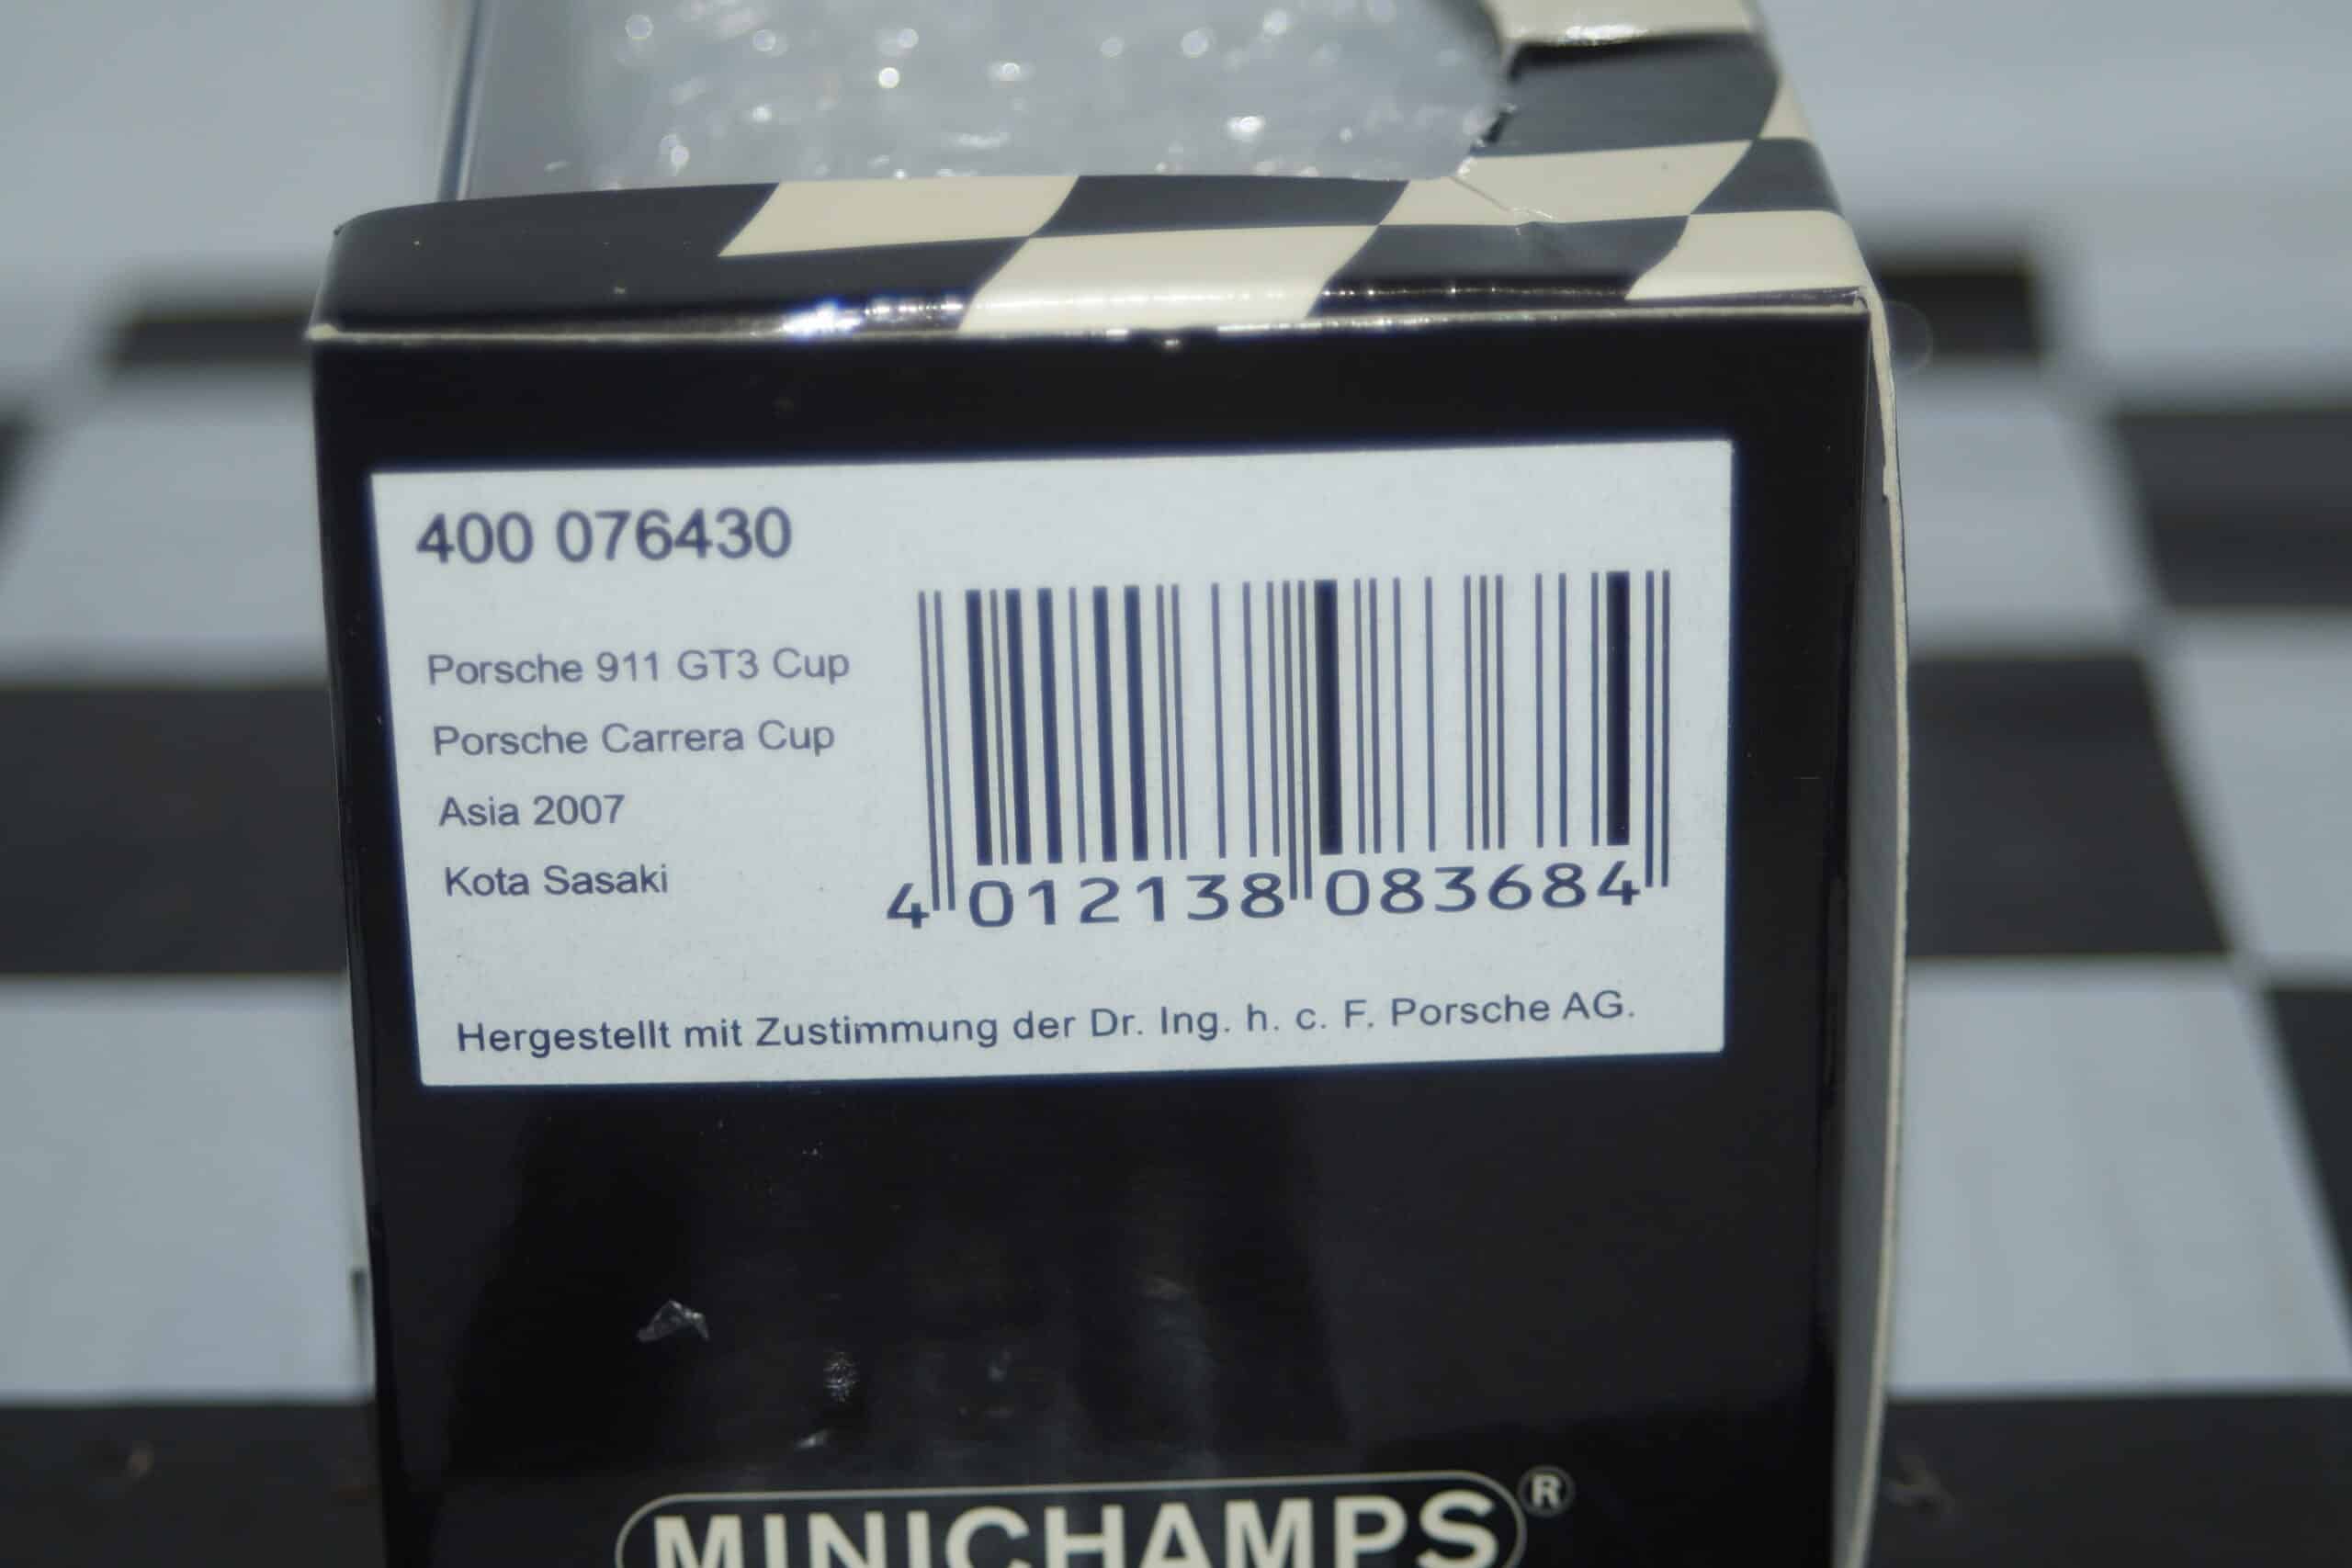 400 076430
Porsche 911 GT3 Cup
Porsche Carrera Cup
Asia 2007
Kota Sasaki
4 012138 083684
Hergestellt mit Zustimmung der Dr. Ing. h. c. F. Porsche AG.
MINICHAMPS®